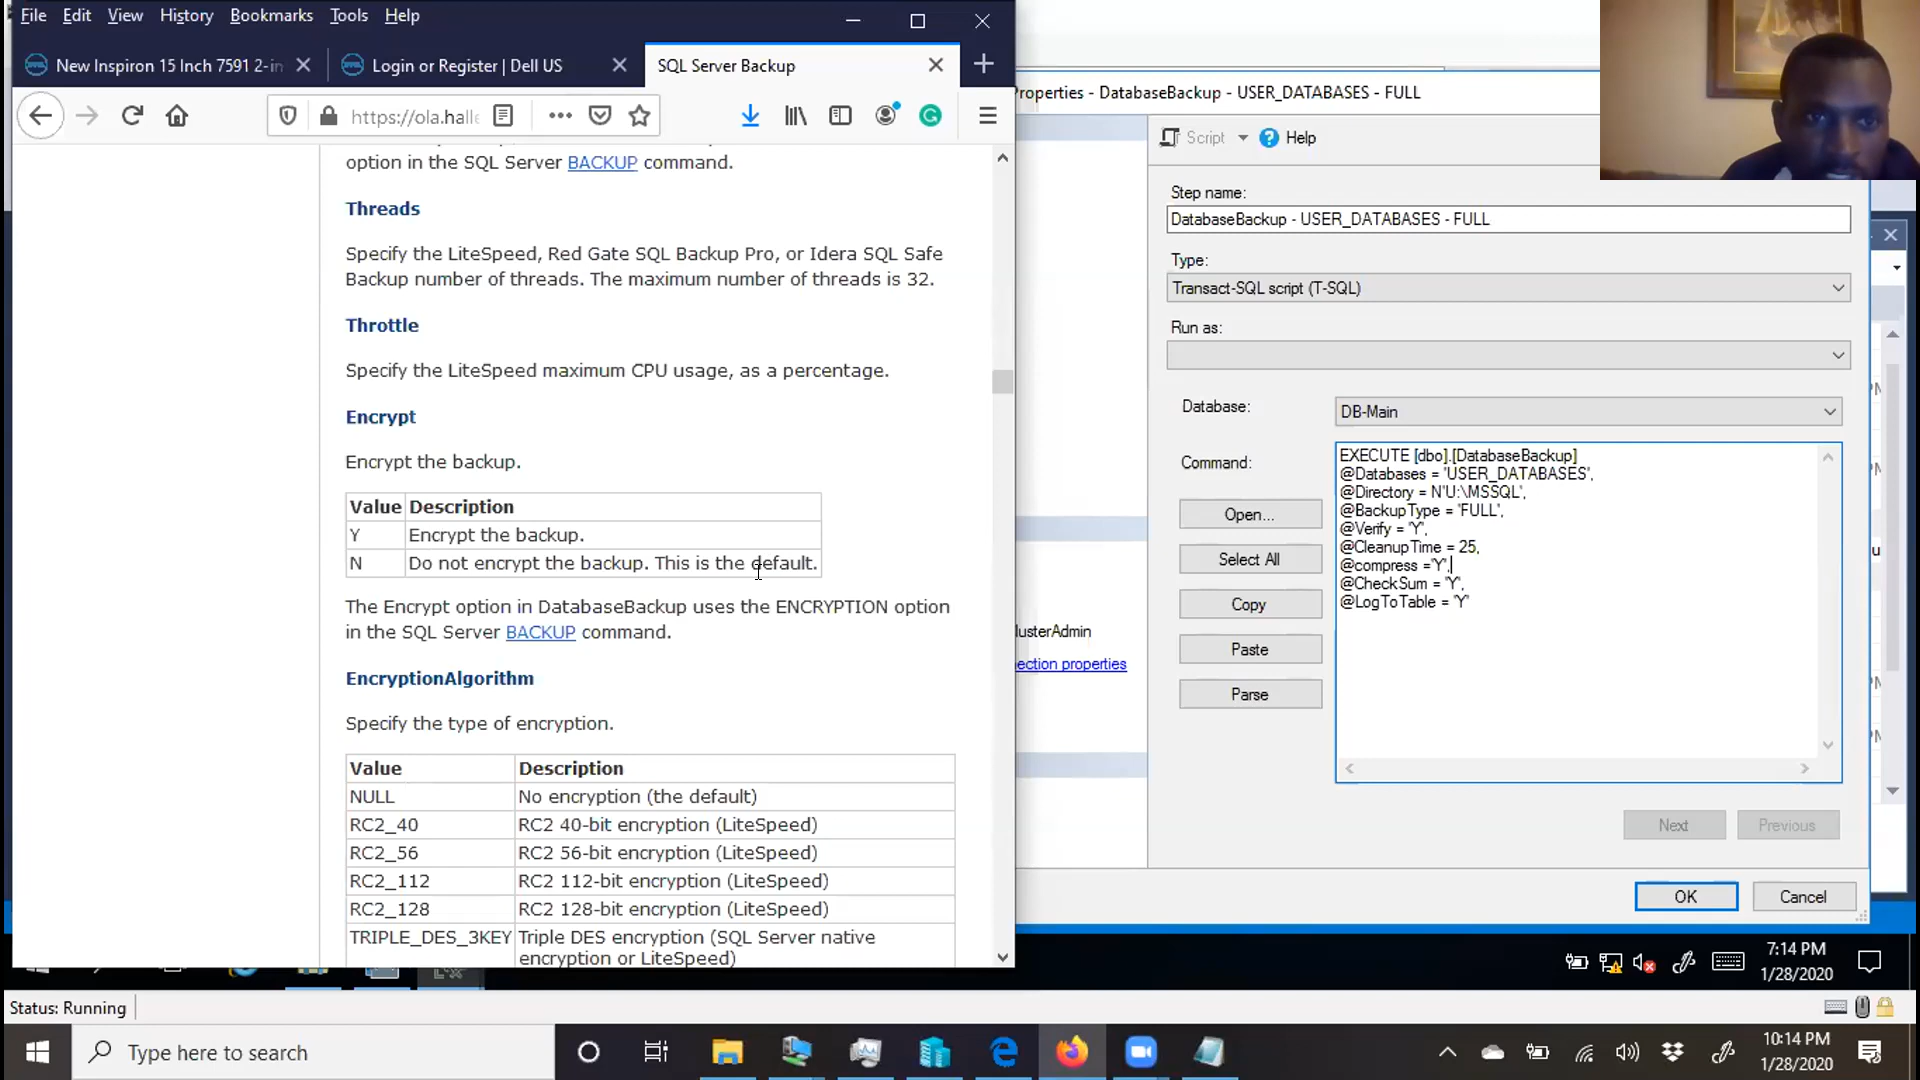 File Edit View History Bookmarks Tools Help
New Inspiron 15 Inch 7591 2-in
Login or Register | Dell US
SQL Server Backup
https://ola.halle
option in the SQL Server BACKUP command.
Threads
Specify the LiteSpeed, Red Gate SQL Backup Pro, or Idera SQL Safe
Backup number of threads. The maximum number of threads is 32.
Throttle
Specify the LiteSpeed maximum CPU usage, as a percentage.
Encrypt
Encrypt the backup.
Value Description
Y Encrypt the backup.
N Do not encrypt the backup. This is the default.
The Encrypt option in DatabaseBackup uses the ENCRYPTION option
in the SQL Server BACKUP command.
EncryptionAlgorithm
Specify the type of encryption.
Value Description
NULL No encryption (the default)
RC2_40 RC2 40-bit encryption (LiteSpeed)
RC2_56 RC2 56-bit encryption (LiteSpeed)
RC2_112 RC2 112-bit encryption (LiteSpeed)
RC2_128 RC2 128-bit encryption (LiteSpeed)
TRIPLE_DES_3KEY Triple DES encryption (SQL Server native
encryption or LiteSpeed)
Properties - DatabaseBackup - USER_DATABASES - FULL
Script Help
Step name:
DatabaseBackup - USER_DATABASES - FULL
Type:
Transact-SQL script (T-SQL)
Run as:
Database:
DB-Main
Command:
EXECUTE [dbo].[DatabaseBackup]
@Databases = 'USER_DATABASES',
@Directory = N'U:\MSSQL',
@BackupType = 'FULL',
@Verify = 'Y',
@CleanupTime = 25,
@compress ='Y',
@CheckSum = 'Y',
@LogToTable = 'Y'
Open...
Select All
Copy
Paste
Parse
lusterAdmin
ection properties
Next Previous
OK Cancel
7:14 PM
1/28/2020
Status: Running
Type here to search
10:14 PM
1/28/2020